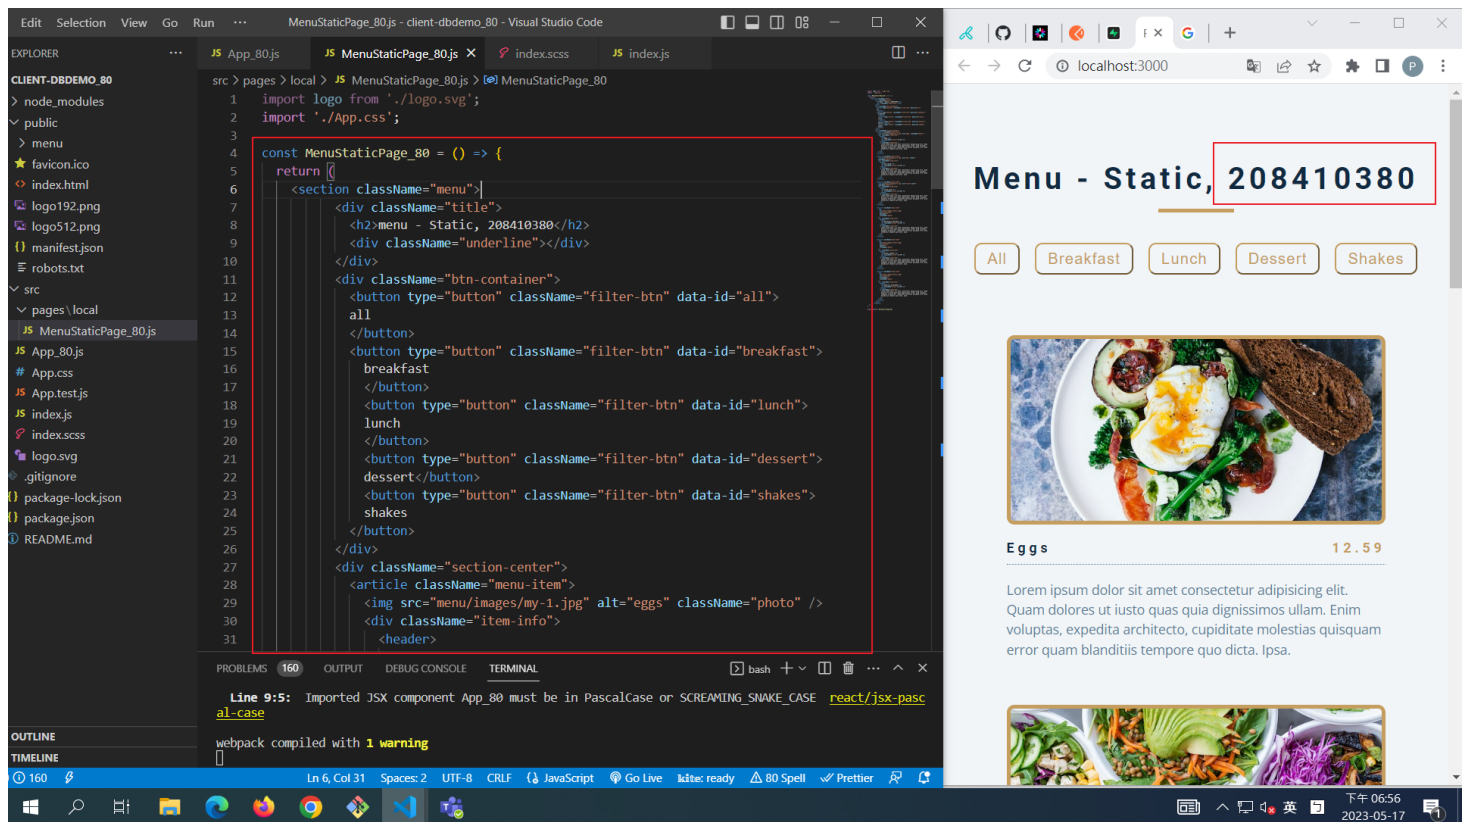 Edit Selection View Go Run ··· MenuStaticPage_80.js - client-dbdemo_80 - Visual Studio Code
EXPLORER ···
CLIENT-DBDEMO_80
node_modules
public
menu
favicon.ico
index.html
logo192.png
logo512.png
manifest.json
robots.txt
src
pages\local
JS MenuStaticPage_80.js
JS App_80.js
# App.css
JS App.test.js
JS index.js
index.scss
logo.svg
.gitignore
{} package-lock.json
{} package.json
README.md
OUTLINE
TIMELINE
JS App_80.js JS MenuStaticPage_80.js index.scss JS index.js
src > pages > local > JS MenuStaticPage_80.js > MenuStaticPage_80
1 import logo from './logo.svg';
2 import './App.css';
3
4 const MenuStaticPage_80 = () => {
5 return (
6 <section className="menu">
7 <div className="title">
8 <h2>menu - Static, 208410380</h2>
9 <div className="underline"></div>
10 </div>
11 <div className="btn-container">
12 <button type="button" className="filter-btn" data-id="all">
13 all
14 </button>
15 <button type="button" className="filter-btn" data-id="breakfast">
16 breakfast
17 </button>
18 <button type="button" className="filter-btn" data-id="lunch">
19 lunch
20 </button>
21 <button type="button" className="filter-btn" data-id="dessert">
22 dessert</button>
23 <button type="button" className="filter-btn" data-id="shakes">
24 shakes
25 </button>
26 </div>
27 <div className="section-center">
28 <article className="menu-item">
29 <img src="menu/images/my-1.jpg" alt="eggs" className="photo" />
30 <div className="item-info">
31 <header>
PROBLEMS 160 OUTPUT DEBUG CONSOLE TERMINAL bash
Line 9:5: Imported JSX component App_80 must be in PascalCase or SCREAMING_SNAKE_CASE react/jsx-pasc
al-case
webpack compiled with 1 warning
160 Ln 6, Col 31 Spaces: 2 UTF-8 CRLF JavaScript Go Live kite: ready 80 Spell Prettier
localhost:3000 P
Menu - Static, 208410380
All Breakfast Lunch Dessert Shakes
Eggs 12.59
Lorem ipsum dolor sit amet consectetur adipisicing elit.
Quam dolores ut iusto quas quia dignissimos ullam. Enim
voluptas, expedita architecto, cupiditate molestias quisquam
error quam blanditiis tempore quo dicta. Ipsa.
英 下午 06:56
2023-05-17 1